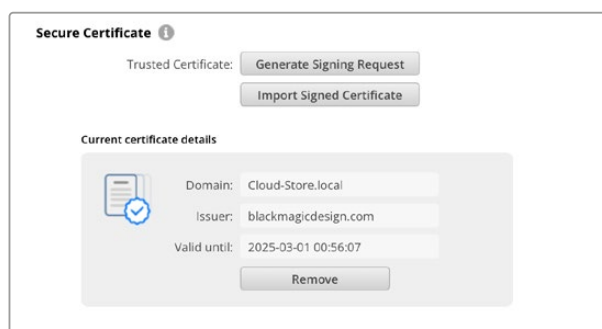 Secure Certificate i
Trusted Certificate: Generate Signing Request
Import Signed Certificate
Current certificate details
Domain: Cloud-Store.local
Issuer: blackmagicdesign.com
Valid until: 2025-03-01 00:56:07
Remove